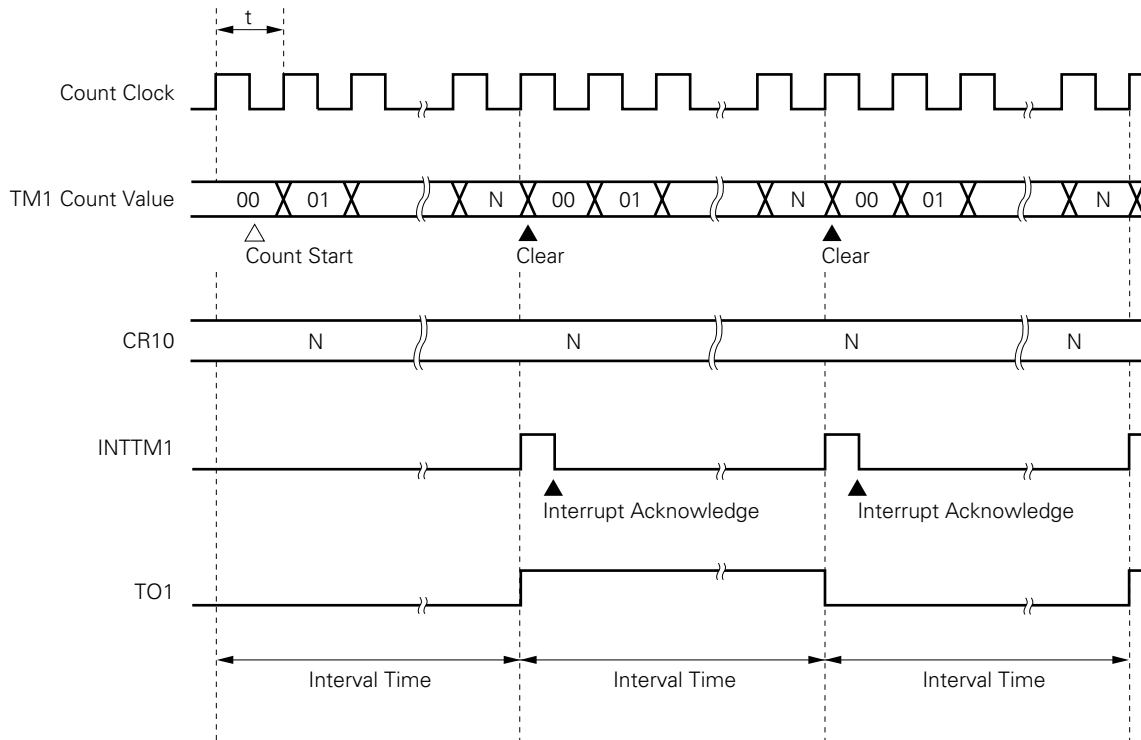 t
Count Clock
TM1 Count Value 00 01 N 00 01 N 00 01 N
Count Start Clear Clear
CR10 N N N N
INTTM1
Interrupt Acknowledge Interrupt Acknowledge
TO1
Interval Time Interval Time Interval Time